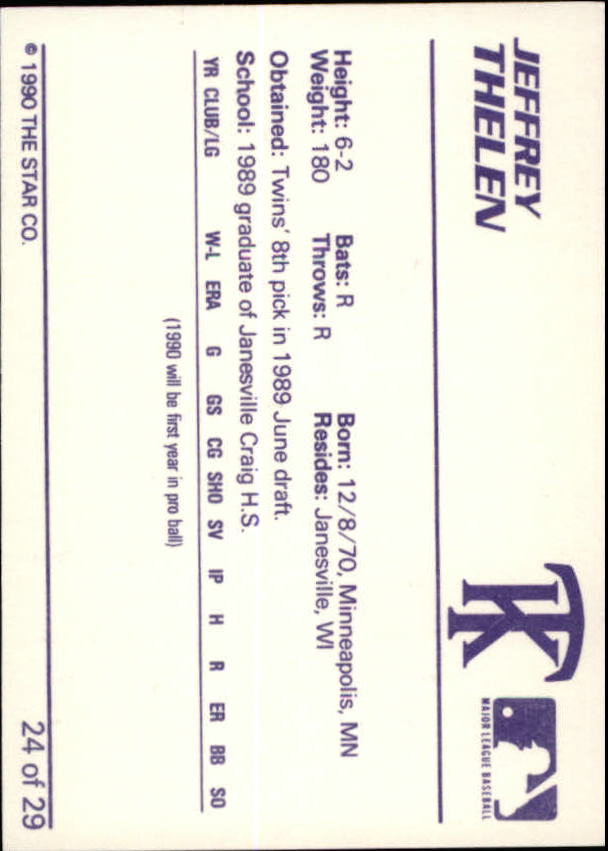 JEFFREY
THELEN
TK
MAJOR LEAGUE BASEBALL
Height: 6-2 Bats: R Born: 12/8/70, Minneapolis, MN
Weight: 180 Throws: R Resides: Janesville, WI
Obtained: Twins' 8th pick in 1989 June draft.
School: 1989 graduate of Janesville Craig H.S.
YR CLUB/LG W-L ERA G GS CG SHO SV IP H R ER BB SO
(1990 will be first year in pro ball)
© 1990 THE STAR CO. 24 of 29